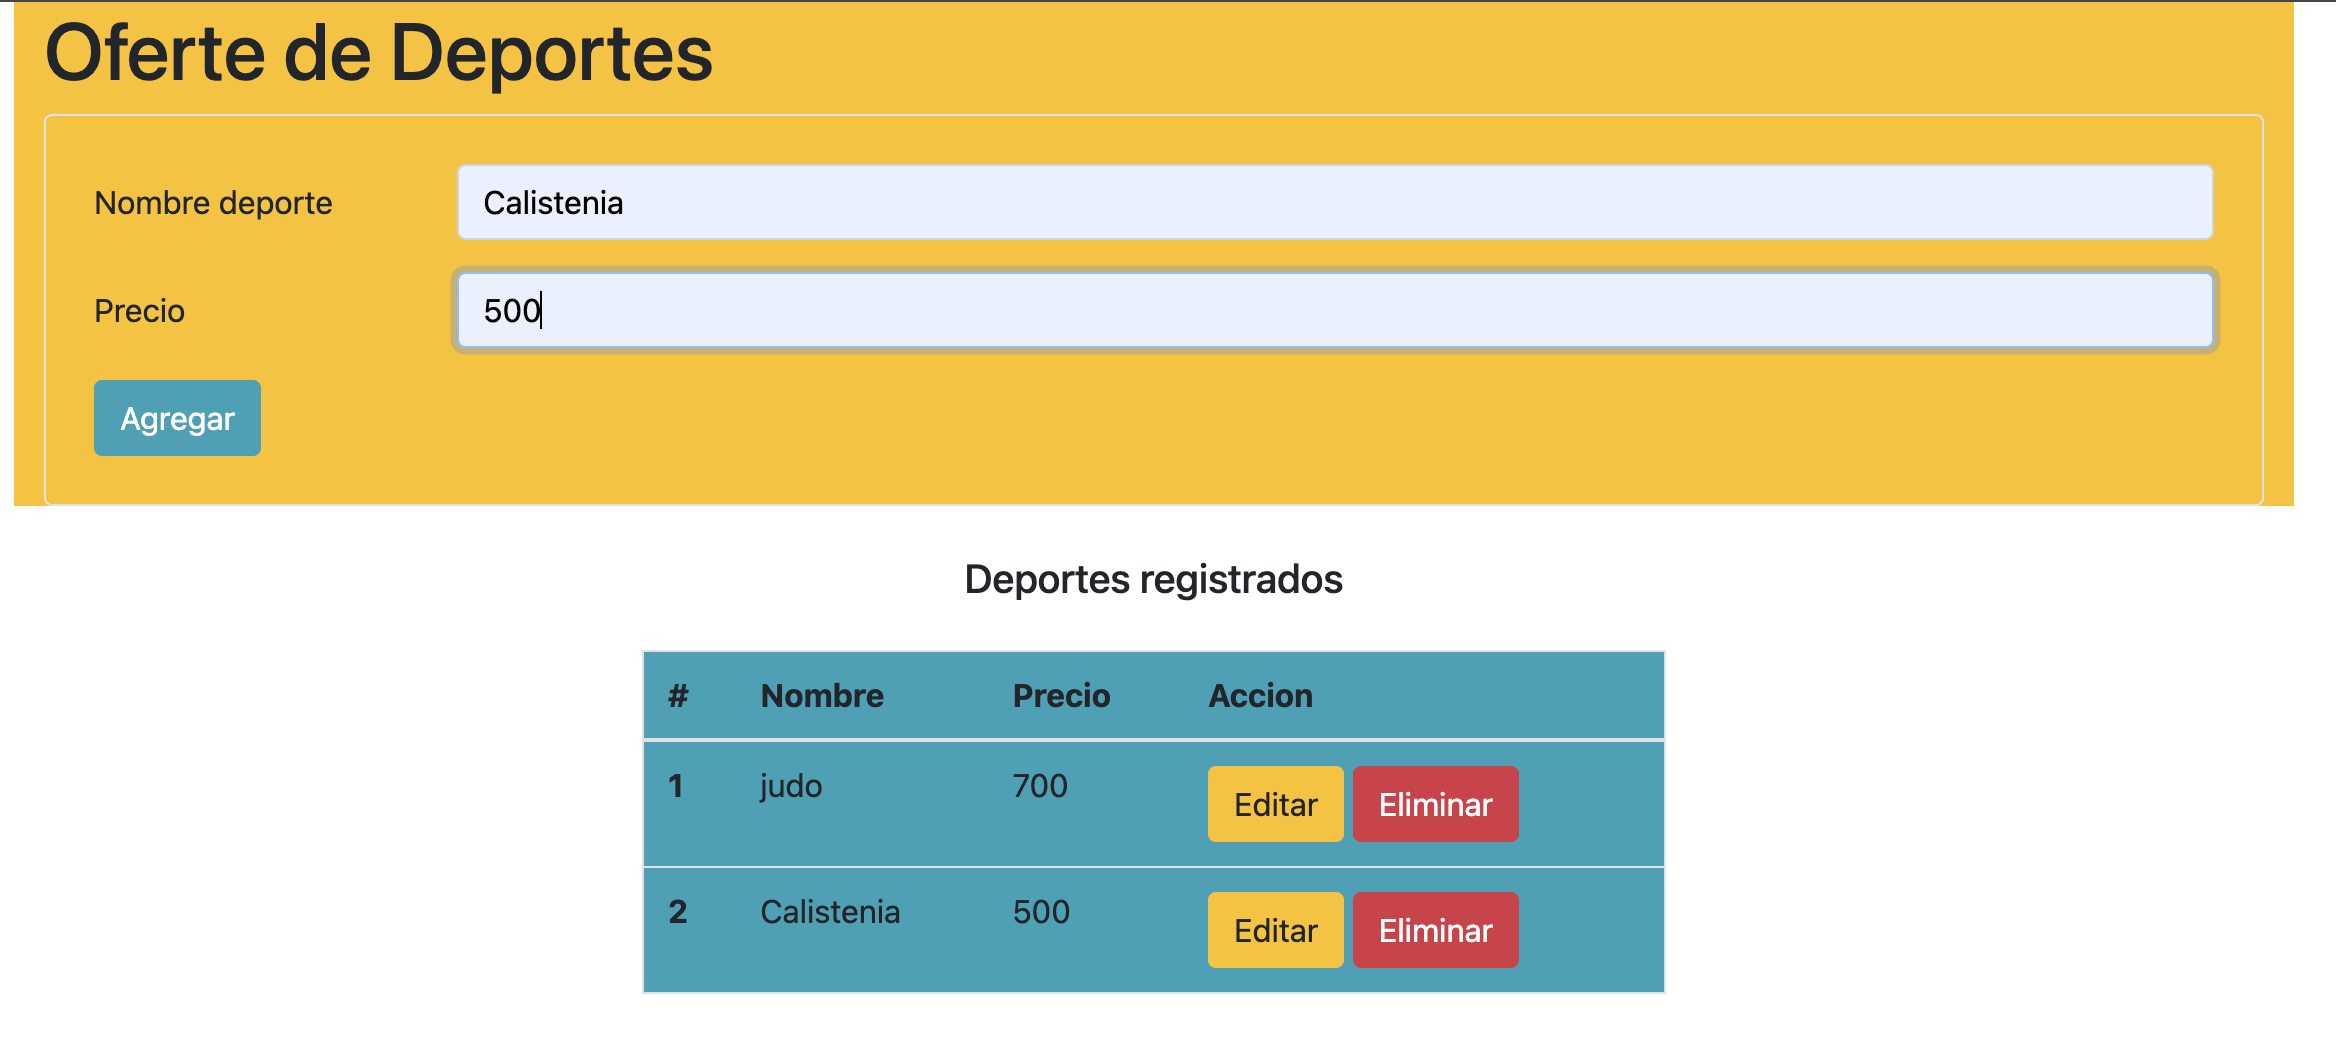 Oferte de Deportes
Nombre deporte Calistenia
Precio 500
Agregar
Deportes registrados
# Nombre Precio Accion
1 judo 700 Editar Eliminar
2 Calistenia 500 Editar Eliminar